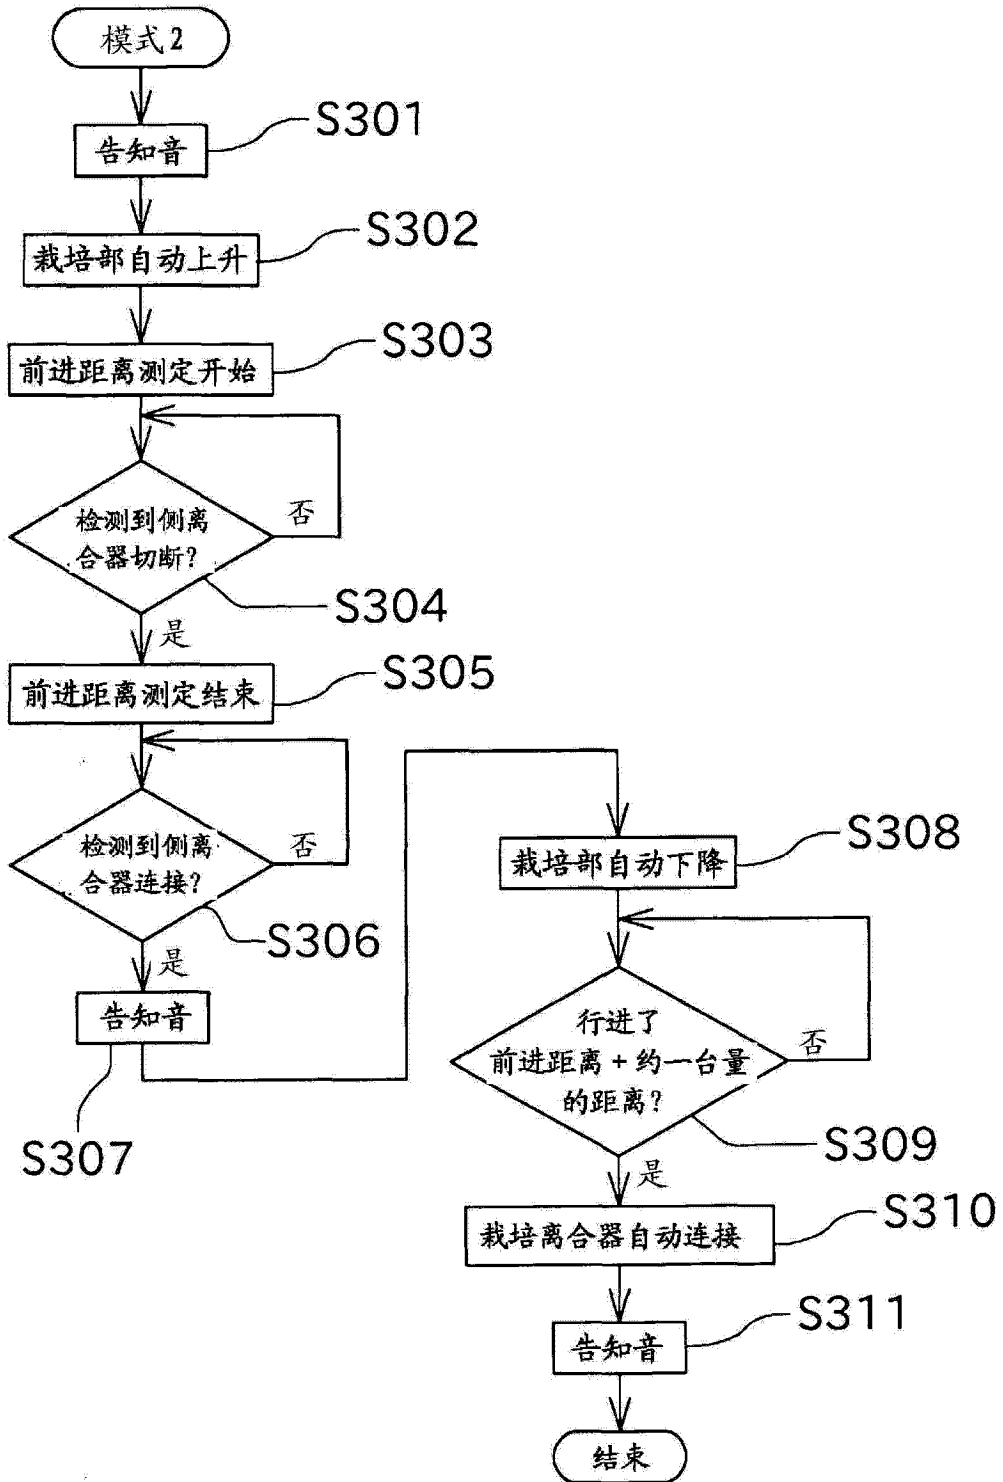 模式2
告知音
S301
栽培部自动上升
S302
前进距离测定开始
S303
检测到侧离
合器切断?
否
S304
是
前进距离测定结束
S305
检测到侧离
合器连接?
否
S306
是
告知音
S307
栽培部自动下降
S308
行进了
前进距离+约一台量
的距离?
否
S309
是
栽培离合器自动连接
S310
告知音
S311
结束